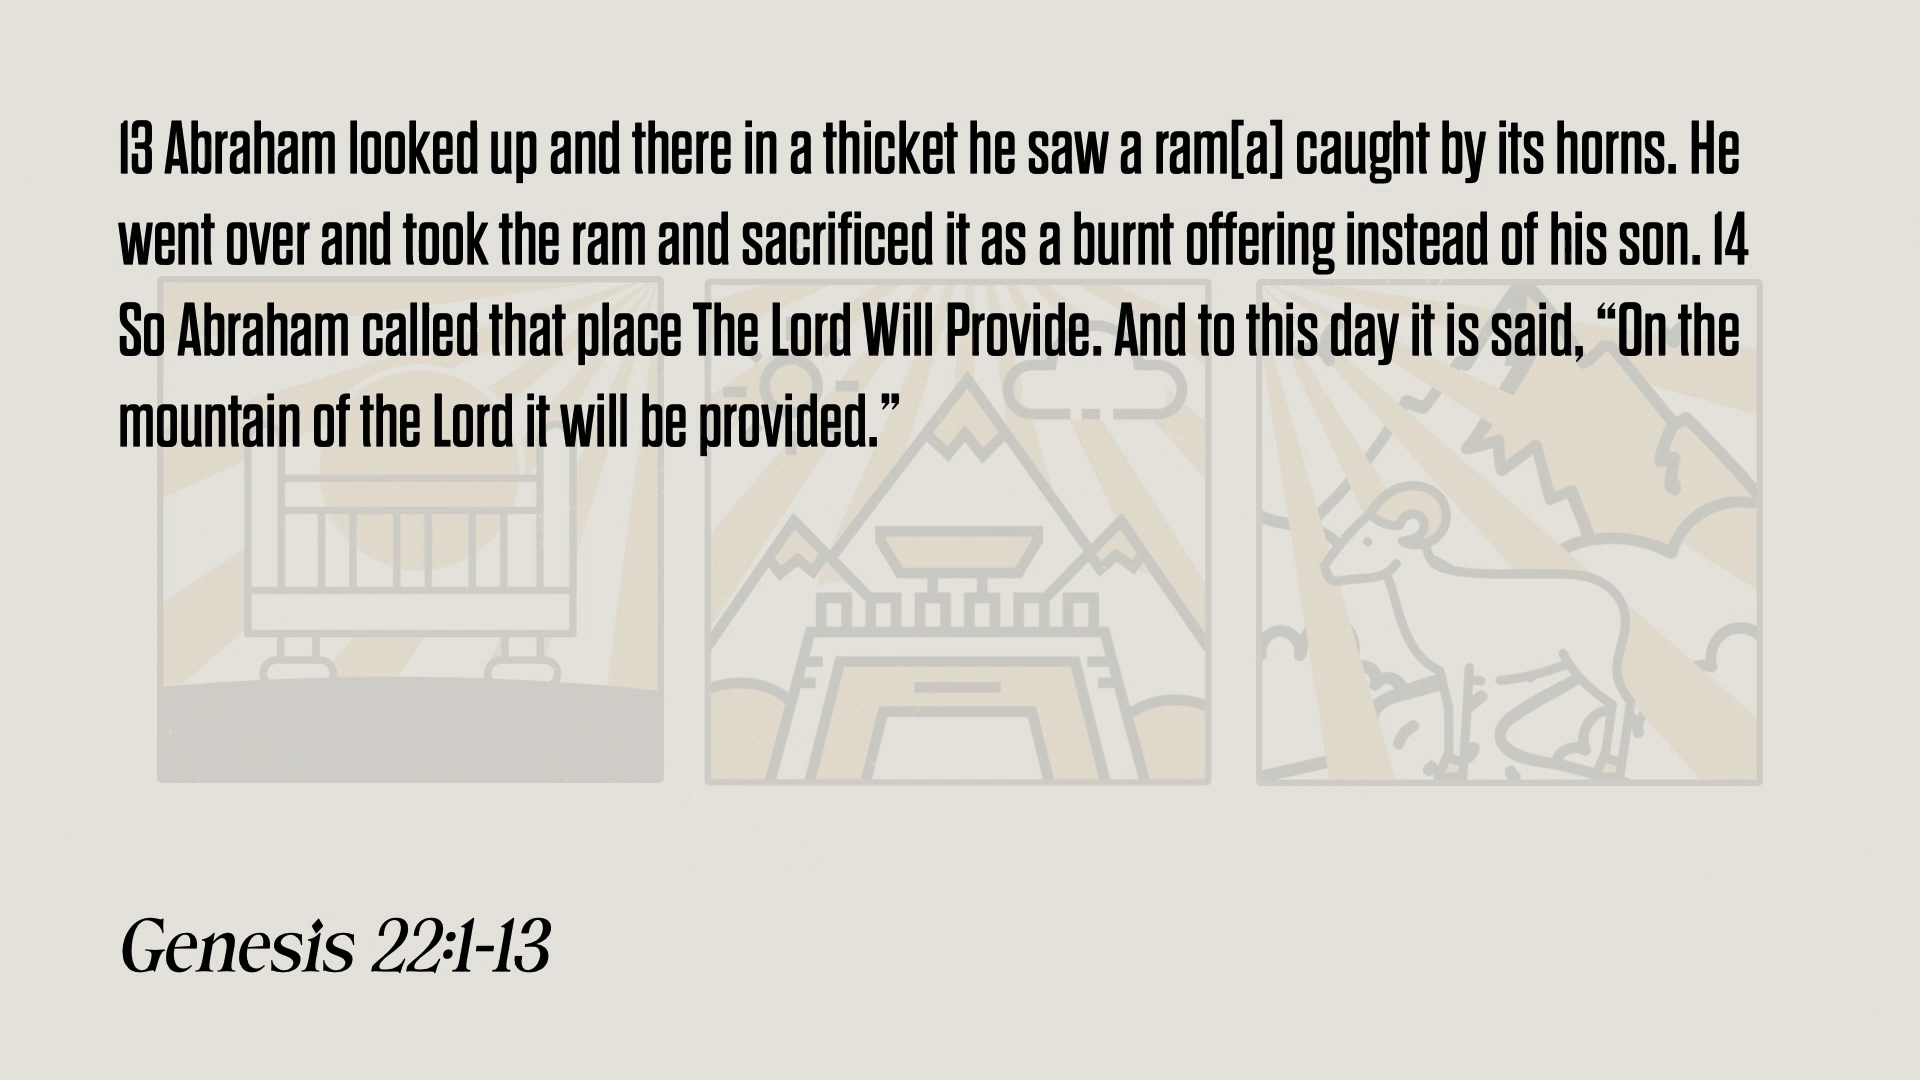 13 Abraham looked up and there in a thicket he saw a ram[a] caught by its horns. He
went over and took the ram and sacrificed it as a burnt offering instead of his son. 14
So Abraham called that place The Lord Will Provide. And to this day it is said, “On the
mountain of the Lord it will be provided.”
Genesis 22:1-13